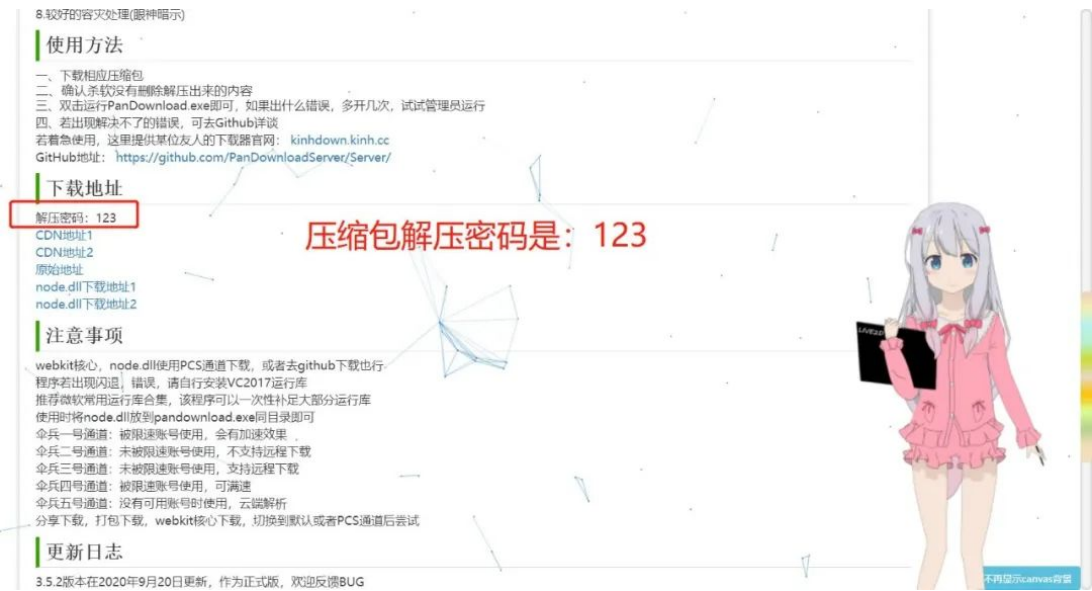 8.较好的容灾处理(眼神暗示)
使用方法
一、下载相应压缩包
二、确认杀软没有删除解压出来的内容
三、双击运行PanDownload.exe即可，如果出什么错误，多开几次，试试管理员运行
四、若出现解决不了的错误，可去Github详谈
若着急使用，这里提供某位友人的下载器官网： kinhdown.kinh.cc
GitHub地址： https://github.com/PanDownloadServer/Server/
下载地址
解压密码：123
压缩包解压密码是：123
CDN地址1
CDN地址2
原始地址
node.dll下载地址1
node.dll下载地址2
LIVE2D
注意事项
webkit核心，node.dll使用PCS通道下载，或者去github下载也行
程序若出现闪退，错误，请自行安装VC2017运行库
推荐微软常用运行库合集，该程序可以一次性补足大部分运行库
使用时将node.dll放到pandownload.exe同目录即可
伞兵一号通道：被限速账号使用，会有加速效果
伞兵二号通道：未被限速账号使用，不支持远程下载
伞兵三号通道：未被限速账号使用，支持远程下载
伞兵四号通道：被限速账号使用，可满速
伞兵五号通道：没有可用账号时使用，云端解析
分享下载，打包下载，webkit核心下载，切换到默认或者PCS通道后尝试
更新日志
3.5.2版本在2020年9月20日更新，作为正式版，欢迎反馈BUG
不再显示canvas背景